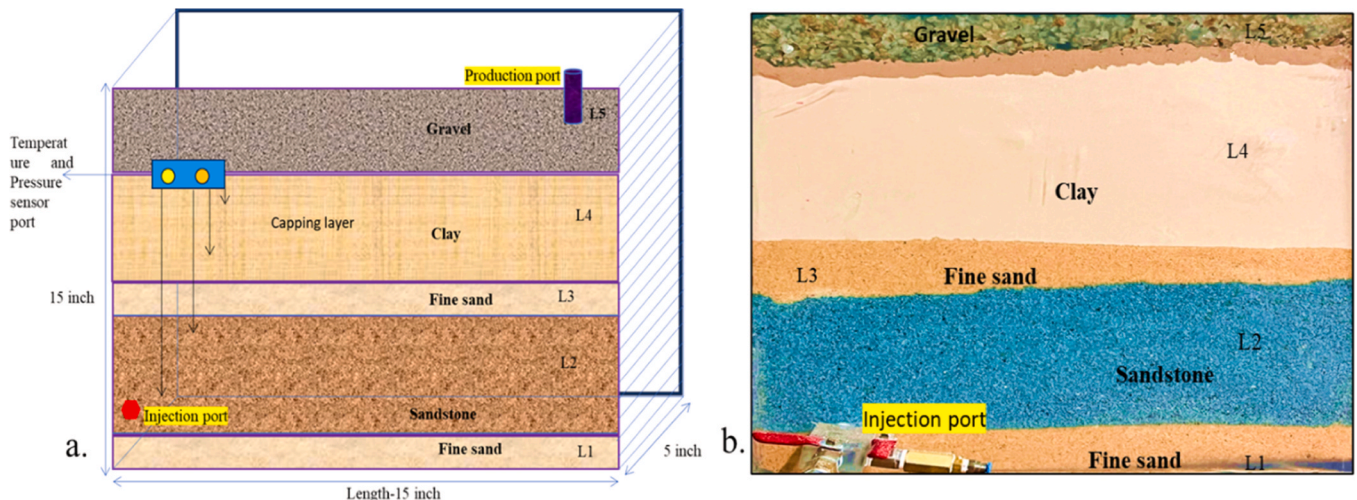 Production port
L5
Gravel
Temperat
ure and
Pressure
sensor
port
L4
Capping layer
Clay
15 inch
L3
Fine sand
L2
Injection port
Sandstone
Fine sand
L1
a.
5 inch
Length-15 inch
Gravel
L5
L4
Clay
L3
Fine sand
L2
Sandstone
Injection port
b.
Fine sand
L1